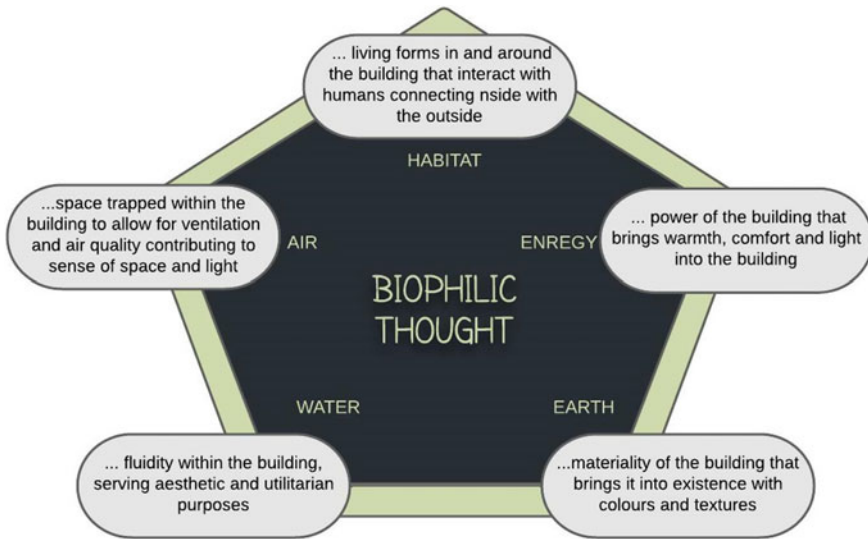 ... living forms in and around
the building that interact with
humans connecting nside with
the outside
HABITAT
...space trapped within the
building to allow for ventilation
and air quality contributing to
sense of space and light
AIR
ENREGY
... power of the building that
brings warmth, comfort and light
into the building
BIOPHILIC
THOUGHT
WATER
EARTH
... fluidity within the building,
serving aesthetic and utilitarian
purposes
...materiality of the building that
brings it into existence with
colours and textures